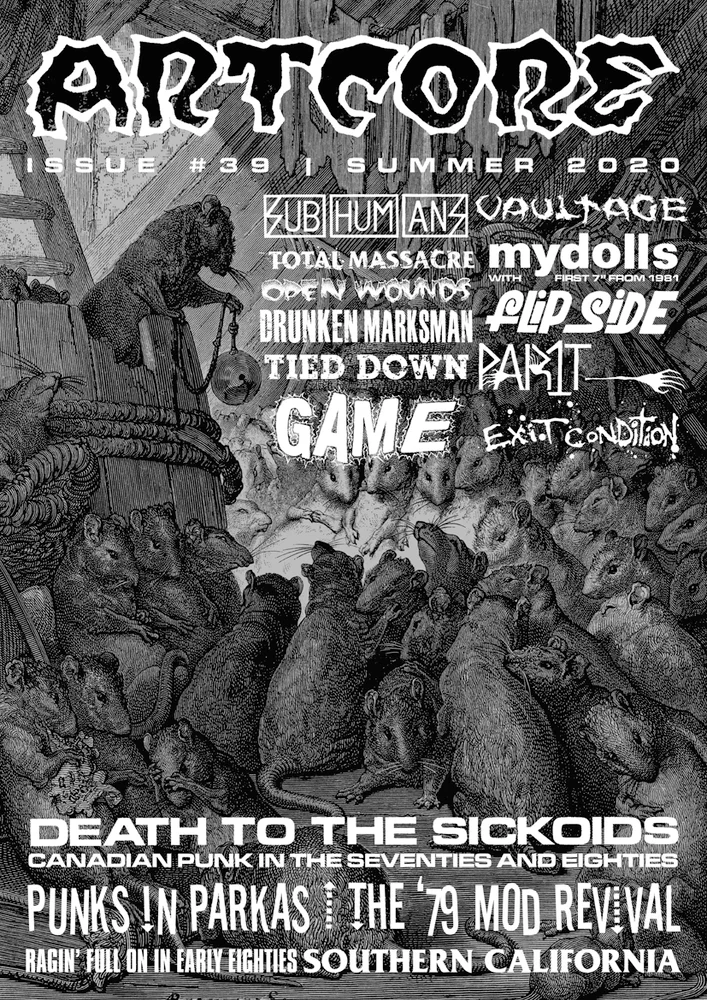 ARTCORE
ISSUE #39 | SUMMER 2020
SUBHUMANS
TOTAL MASSACRE
OPEN WOUNDS
DRUNKEN MARKSMAN
TIED DOWN
GAME
VAULTAGE
mydolls
WITH FIRST 7" FROM 1981
FLIPSIDE
PART1
EXIT CONDITION
DEATH TO THE SICKOIDS
CANADIAN PUNK IN THE SEVENTIES AND EIGHTIES
PUNKS IN PARKAS : THE '79 MOD REVIVAL
RAGIN' FULL ON IN EARLY EIGHTIES SOUTHERN CALIFORNIA